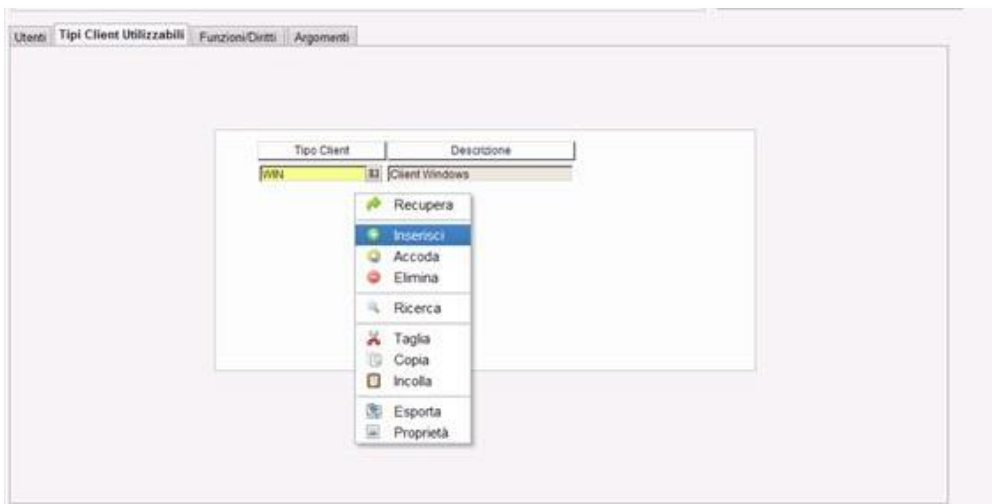 Utenti Tipi Client Utilizzabili Funzioni/Diritti Argomenti
Tipo Client Descrizione
WIN Client Windows
Recupera
Inserisci
Accoda
Elimina
Ricerca
Taglia
Copia
Incolla
Esporta
Proprietà